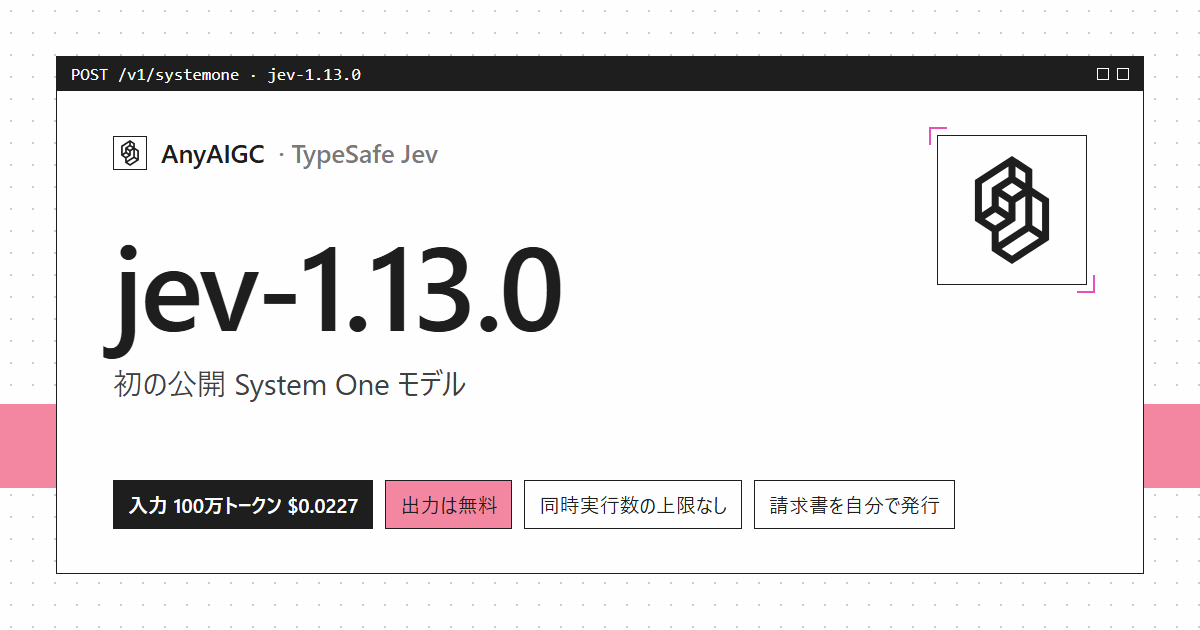 POST /v1/systemone · jev-1.13.0
AnyAIGC · TypeSafe Jev
jev-1.13.0
初の公開 System One モデル
入力 100万トークン $0.0227
出力は無料
同時実行数の上限なし
請求書を自分で発行